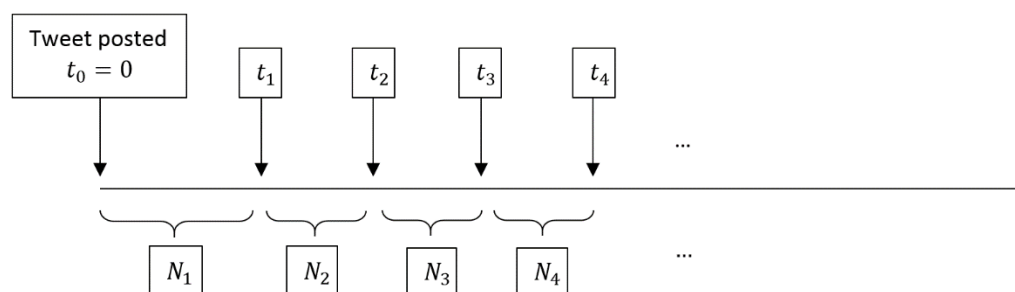 Tweet posted
t₀ = 0
t₁
t₂
t₃
t₄
...
N₁
N₂
N₃
N₄
...